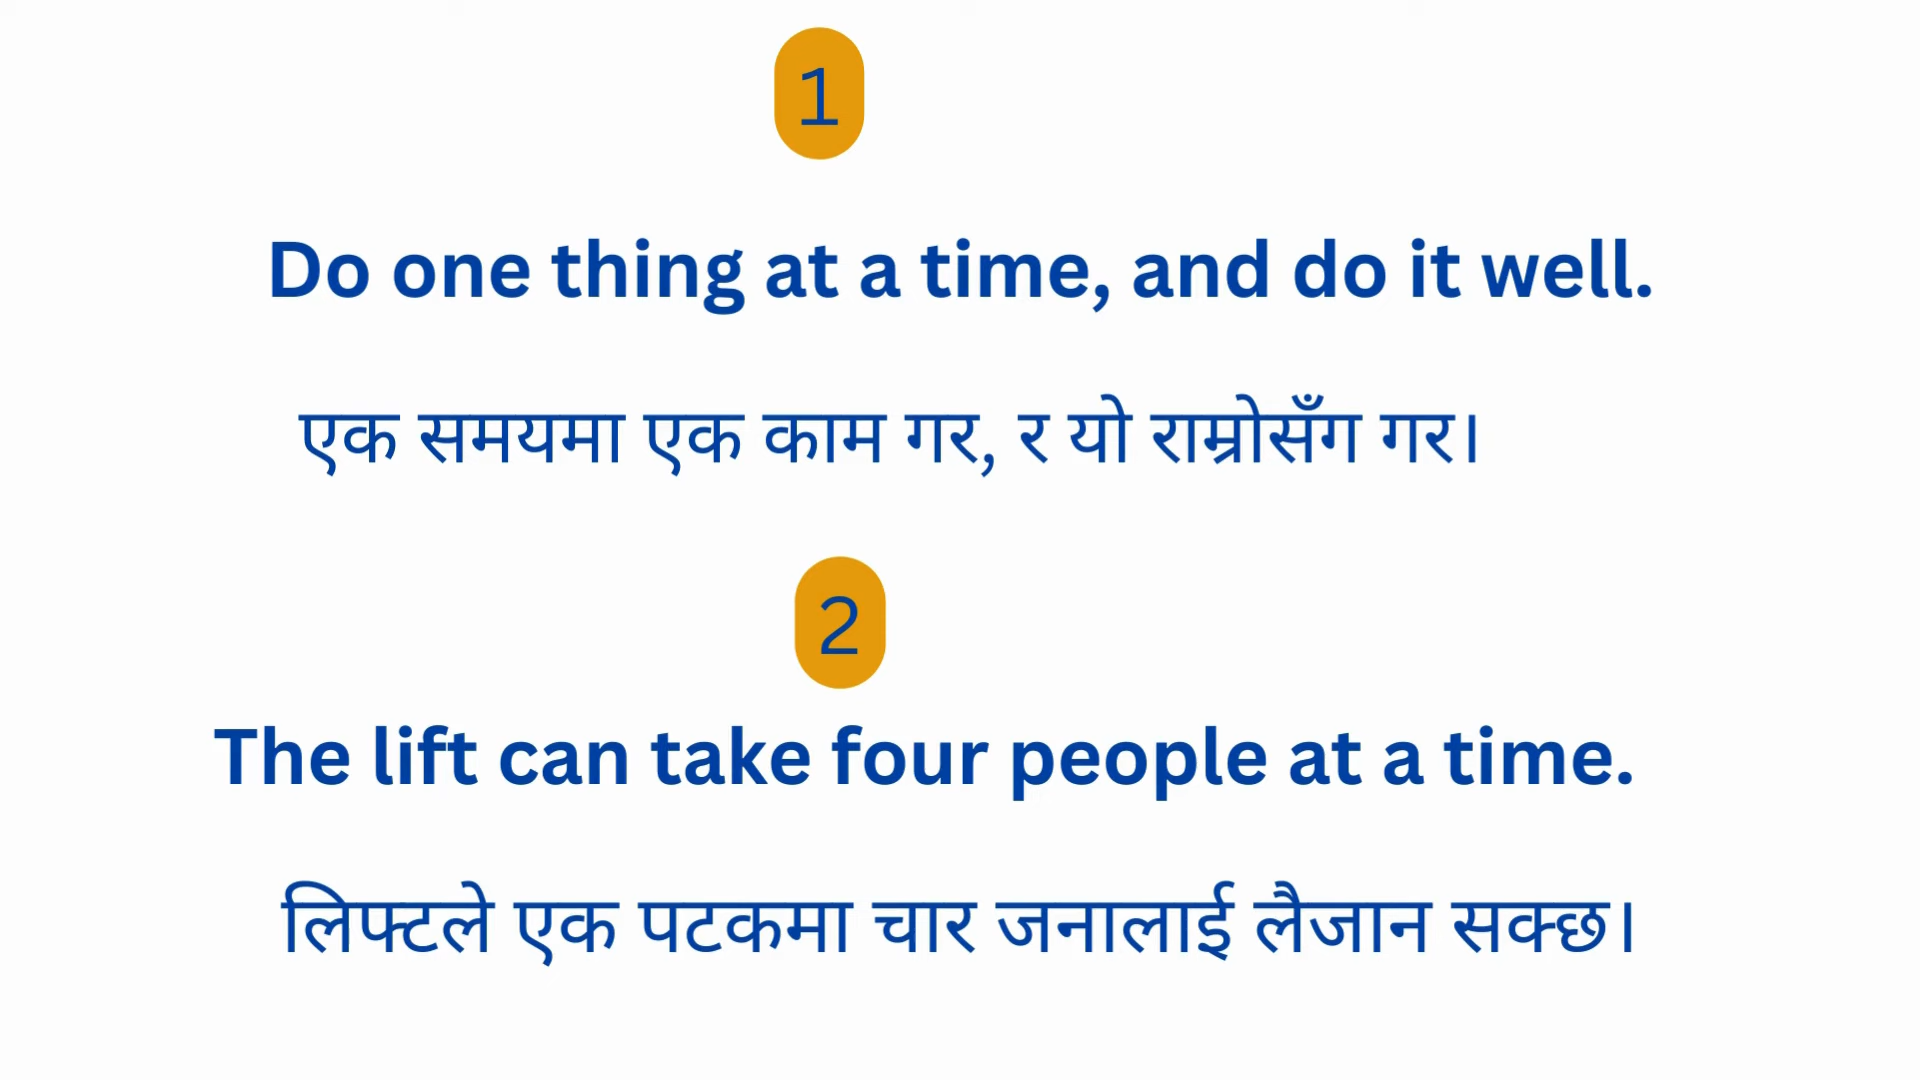 1
Do one thing at a time, and do it well.
एक समयमा एक काम गर, र यो राम्रोसँग गर।
2
The lift can take four people at a time.
लिफ्टले एक पटकमा चार जनालाई लैजान सक्छ।